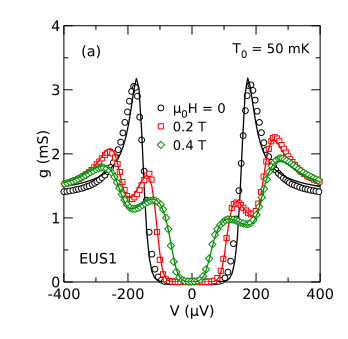 4
3
2
1
0
g (mS)
(a)
T0 = 50 mK
μ0H = 0
0.2 T
0.4 T
EUS1
-400 -200 0 200 400
V (μV)